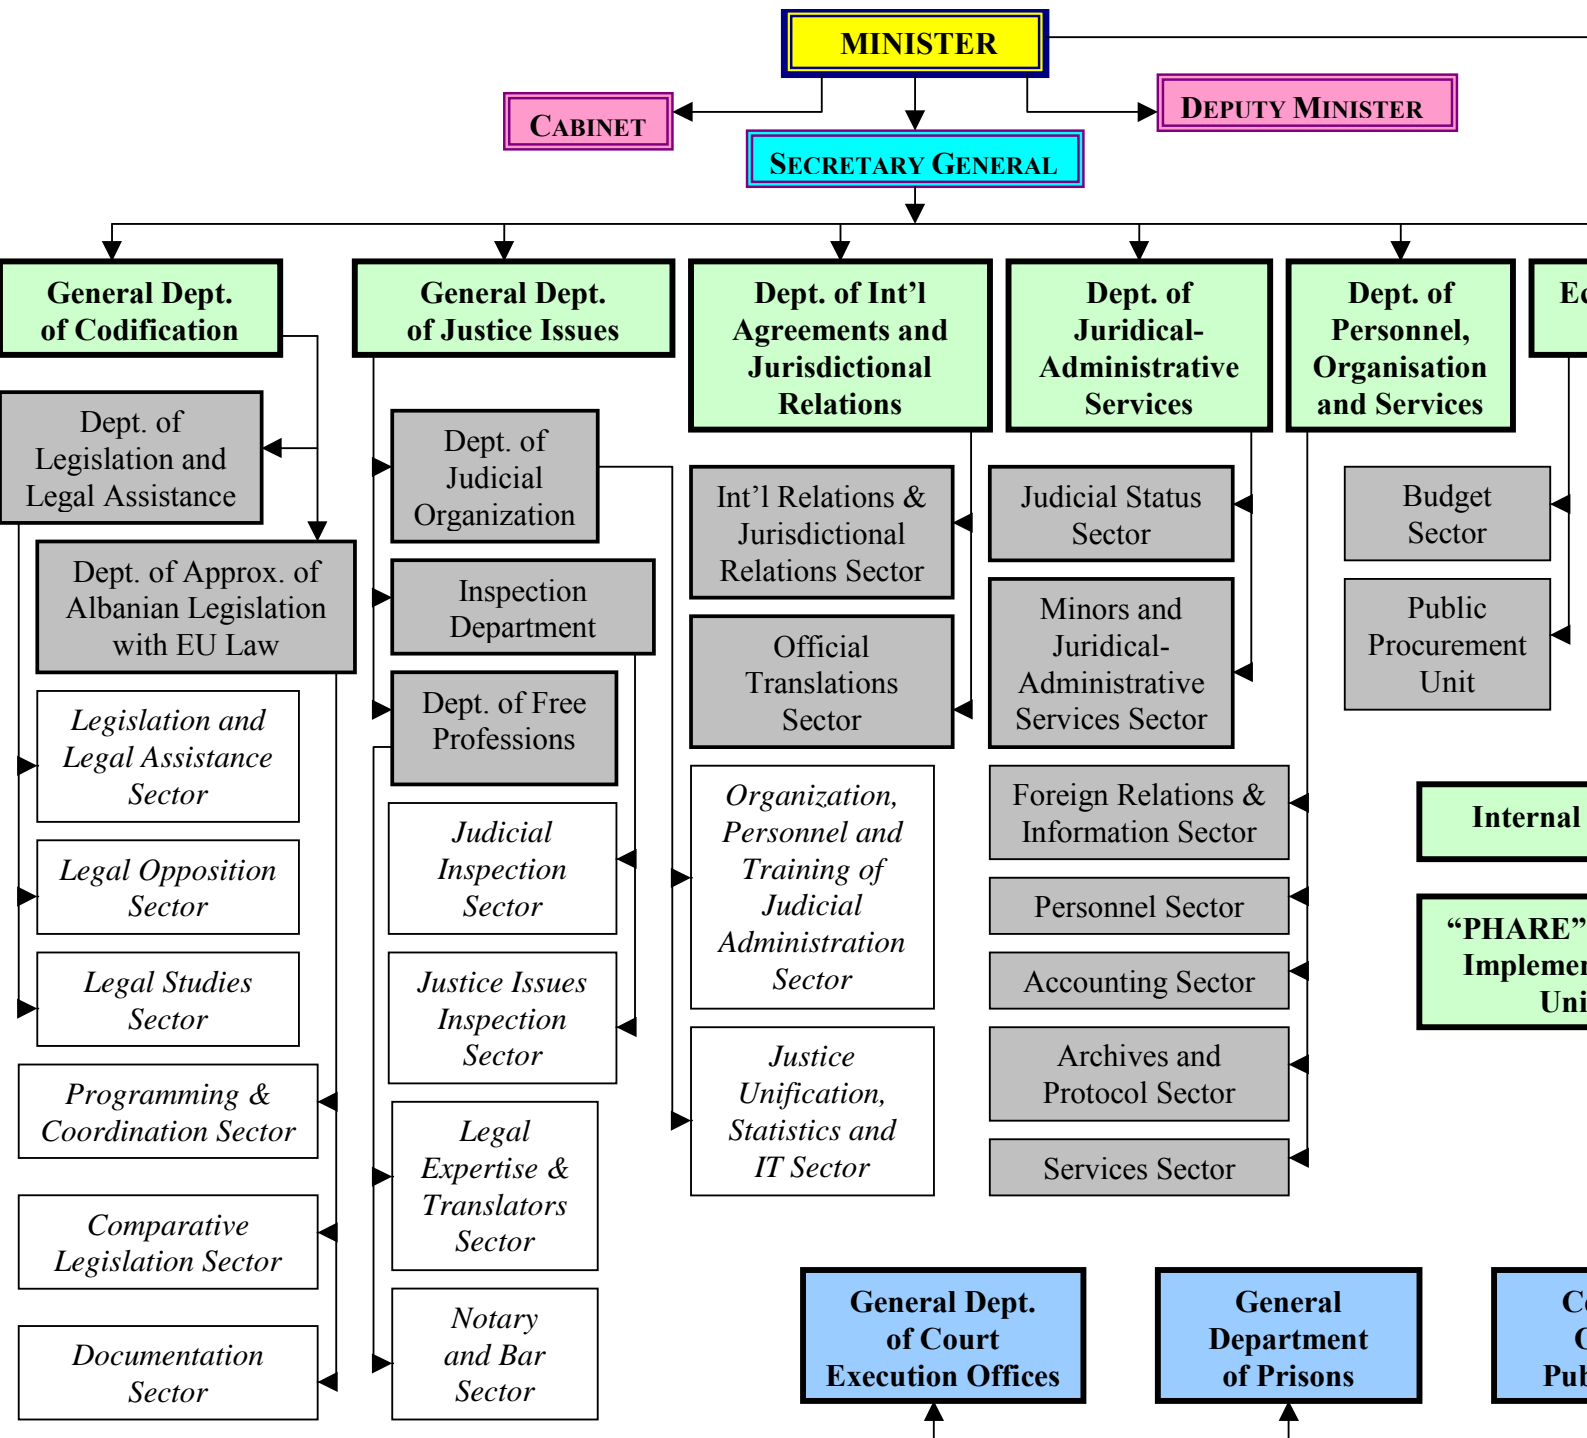 MINISTER
CABINET
DEPUTY MINISTER
SECRETARY GENERAL
General Dept.
of Codification
General Dept.
of Justice Issues
Dept. of Int’l
Agreements and
Jurisdictional
Relations
Dept. of
Juridical-
Administrative
Services
Dept. of
Personnel,
Organisation
and Services
Dept. of
Legislation and
Legal Assistance
Dept. of Approx. of
Albanian Legislation
with EU Law
Legislation and
Legal Assistance
Sector
Legal Opposition
Sector
Legal Studies
Sector
Programming &
Coordination Sector
Comparative
Legislation Sector
Documentation
Sector
Dept. of
Judicial
Organization
Inspection
Department
Dept. of Free
Professions
Judicial
Inspection
Sector
Justice Issues
Inspection
Sector
Legal
Expertise &
Translators
Sector
Notary
and Bar
Sector
Int’l Relations &
Jurisdictional
Relations Sector
Official
Translations
Sector
Organization,
Personnel and
Training of
Judicial
Administration
Sector
Justice
Unification,
Statistics and
IT Sector
Judicial Status
Sector
Minors and
Juridical-
Administrative
Services Sector
Foreign Relations &
Information Sector
Personnel Sector
Accounting Sector
Archives and
Protocol Sector
Services Sector
Budget
Sector
Public
Procurement
Unit
Internal
“PHARE”
General Dept.
of Court
Execution Offices
General
Department
of Prisons